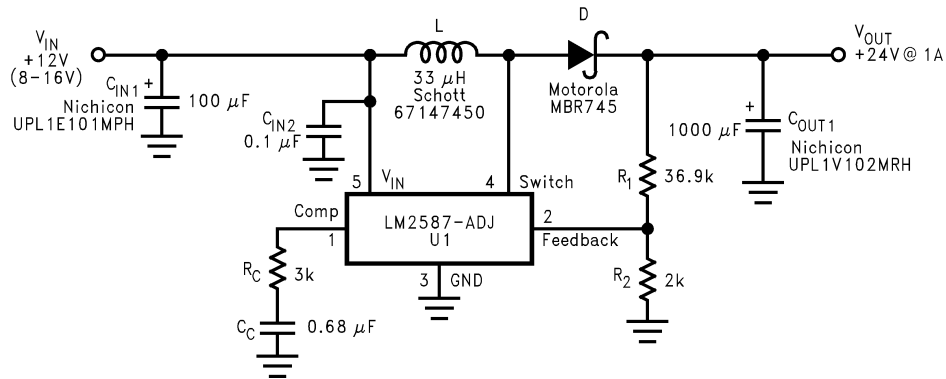 L
D
V_IN
+12V
(8-16V)
V_OUT
+24V @ 1A
C_IN1 +
100 μF
Nichicon
UPL1E101MPH
33 μH
Schott
67147450
Motorola
MBR745
C_IN2
0.1 μF
+
1000 μF
C_OUT1
Nichicon
UPL1V102MRH
R_1
36.9k
5
V_IN
4
Switch
Comp
1
LM2587-ADJ
U1
2
Feedback
R_C
3k
3
GND
R_2
2k
C_C
0.68 μF